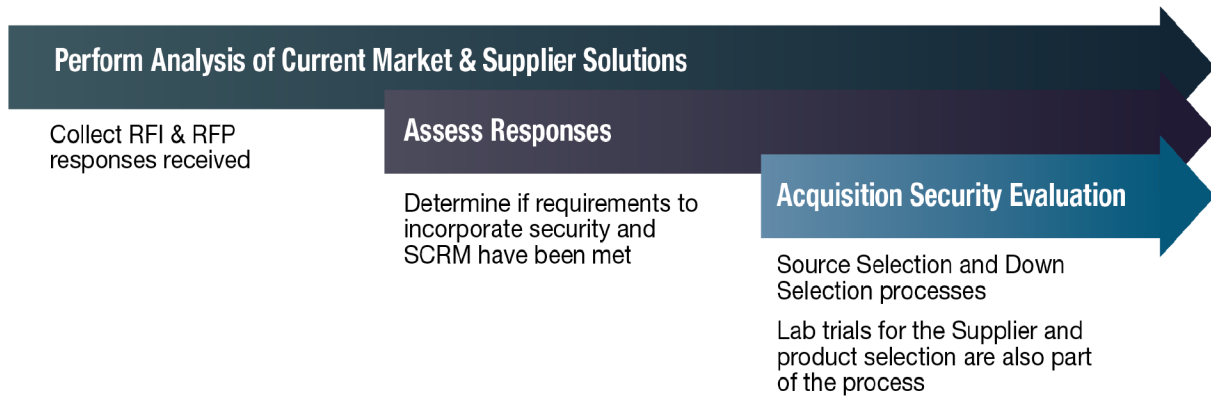 Perform Analysis of Current Market & Supplier Solutions
Collect RFI & RFP
responses received
Assess Responses
Determine if requirements to
incorporate security and
SCRM have been met
Acquisition Security Evaluation
Source Selection and Down
Selection processes
Lab trials for the Supplier and
product selection are also part
of the process